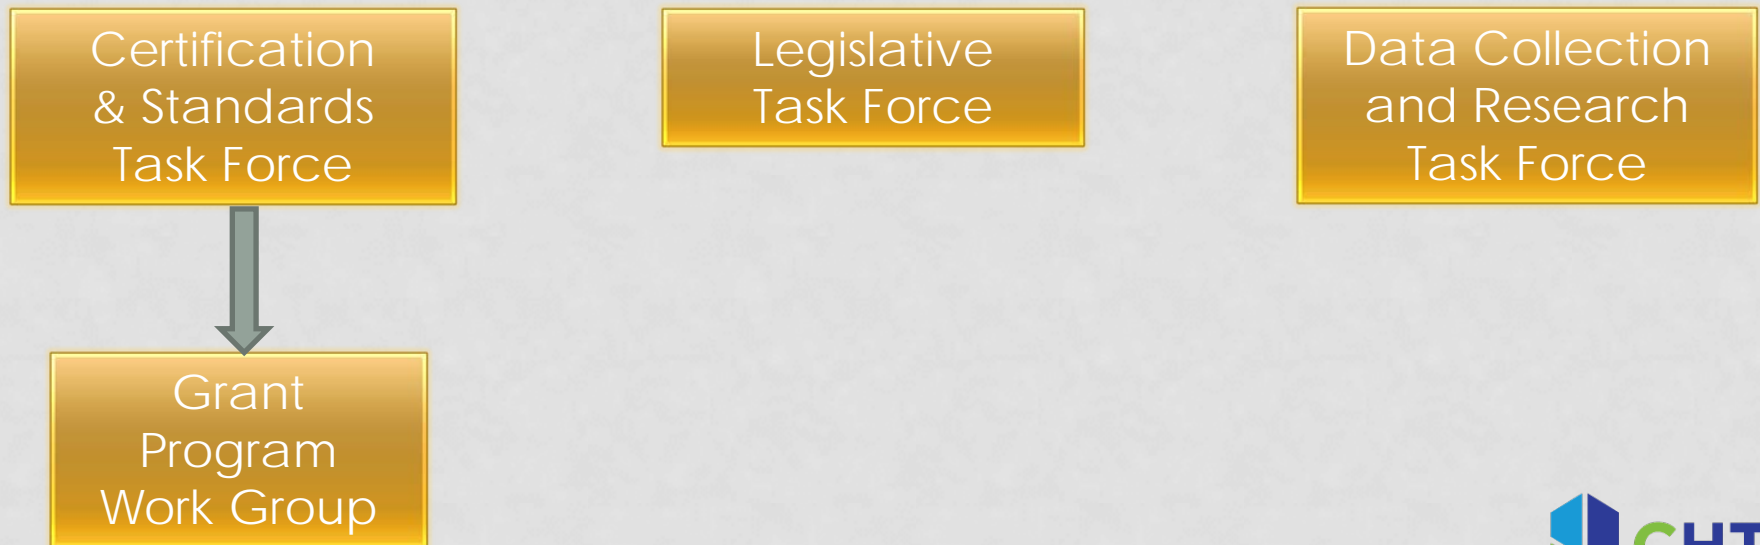 Certification
& Standards
Task Force
Legislative
Task Force
Data Collection
and Research
Task Force
Grant
Program
Work Group